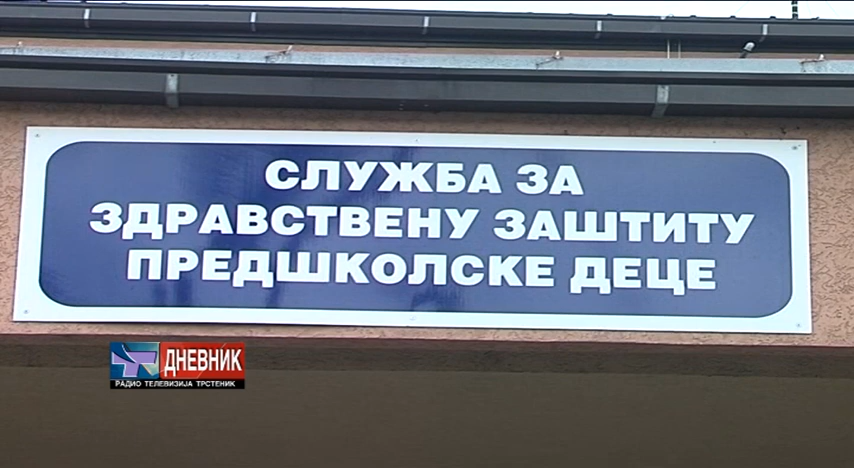 СЛУЖБА ЗА
ЗДРАВСТВЕНУ ЗАШТИТУ
ПРЕДШКОЛСКЕ ДЕЦЕ
ДНЕВНИК
РАДИО ТЕЛЕВИЗИЈА ТРСТЕНИК